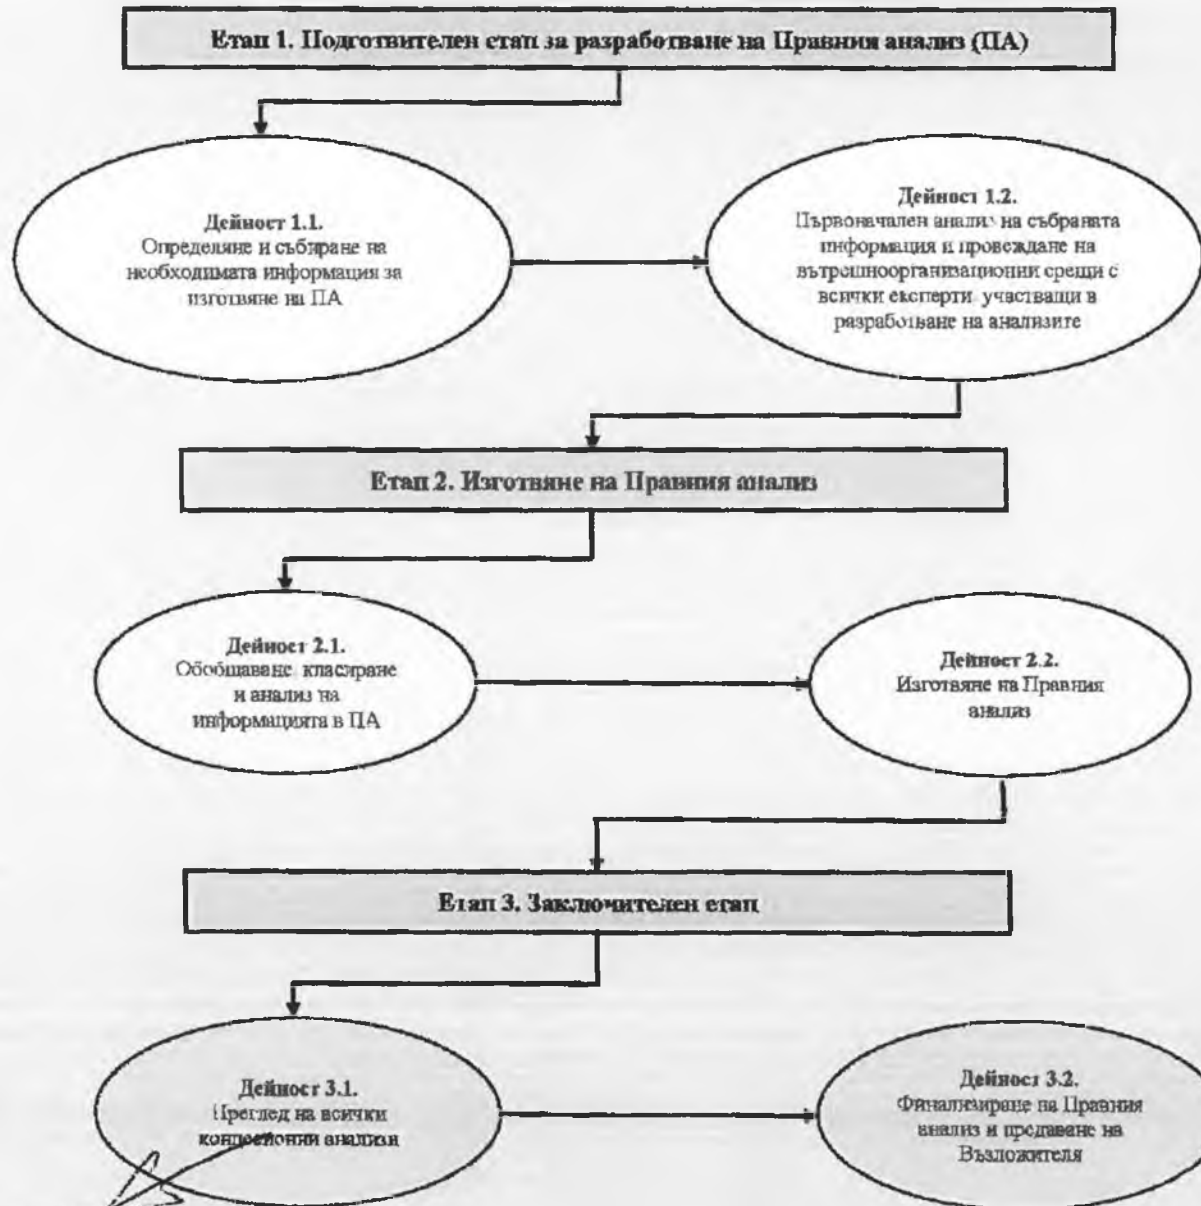 Етап 1. Подготвителен етап за разработване на Правния анализ (ПА)
Дейност 1.1.
Определяне и събиране на
необходимата информация за
изготвяне на ПА
Дейност 1.2.
Първоначален анализ на събраната
информация и провеждане на
вътрешноорганизационни срещи с
всички експерти участващи в
разработване на анализите
Етап 2. Изготвяне на Правния анализ
Дейност 2.1.
Обобщаване, класиране
и анализ на
информацията в ПА
Дейност 2.2.
Изготвяне на Правния
анализ
Етап 3. Заключителен етап
Дейност 3.1.
Преглед на всички
концесионни анализи
Дейност 3.2.
Финализиране на Правния
анализ и предаване на
Възложителя